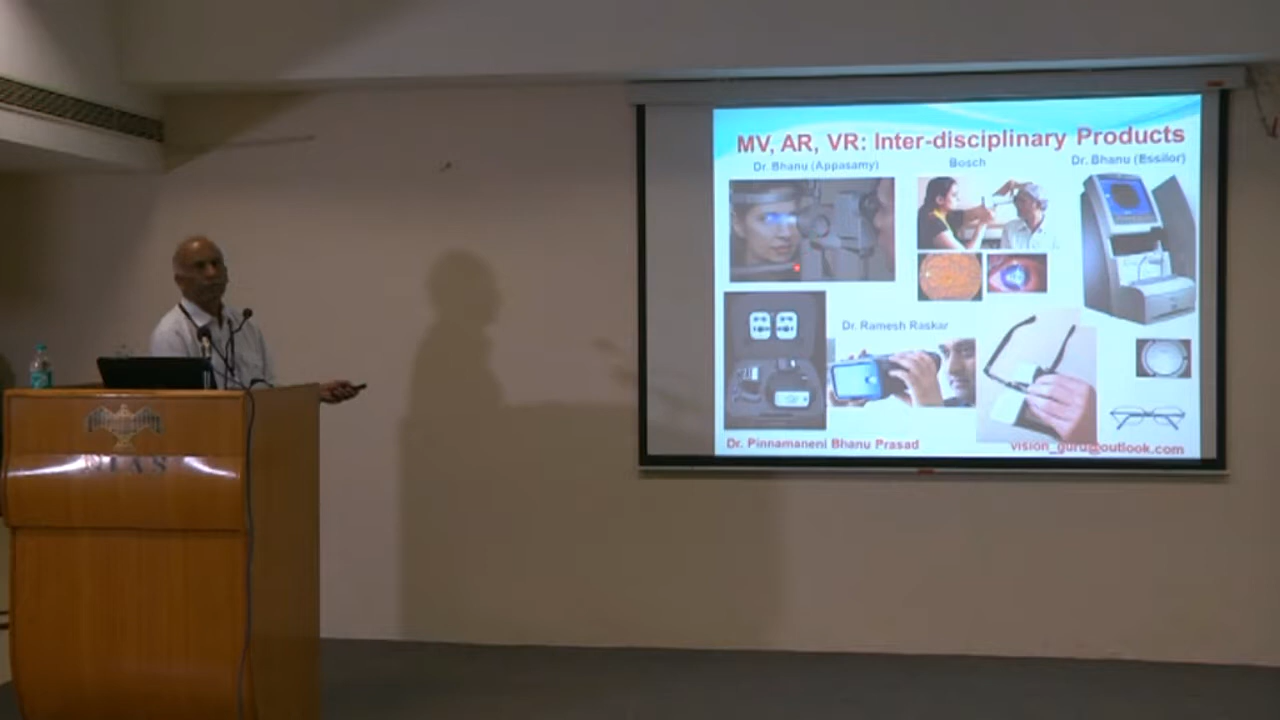 MV, AR, VR: Inter-disciplinary Products
Dr. Bhanu (Appasamy)
Bosch
Dr. Bhanu (Essilor)
Dr. Ramesh Raskar
Dr. Pinnamaneni Bhanu Prasad
vision_guru@outlook.com
NIAS